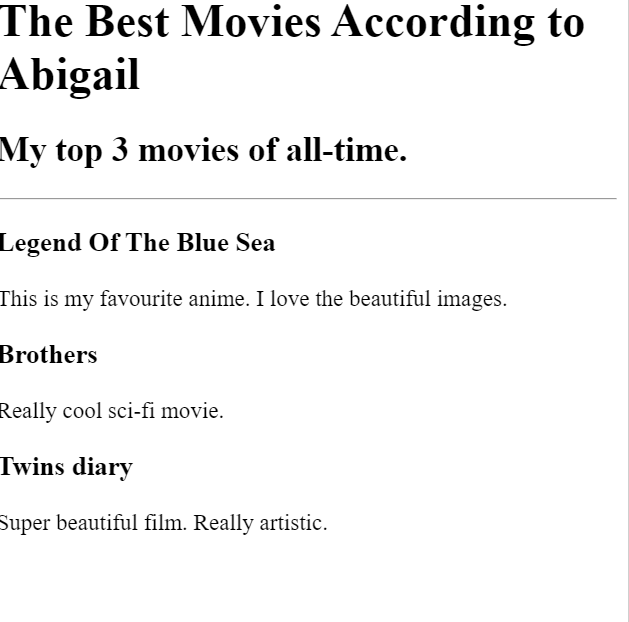 The Best Movies According to
Abigail
My top 3 movies of all-time.
Legend Of The Blue Sea
This is my favourite anime. I love the beautiful images.
Brothers
Really cool sci-fi movie.
Twins diary
Super beautiful film. Really artistic.